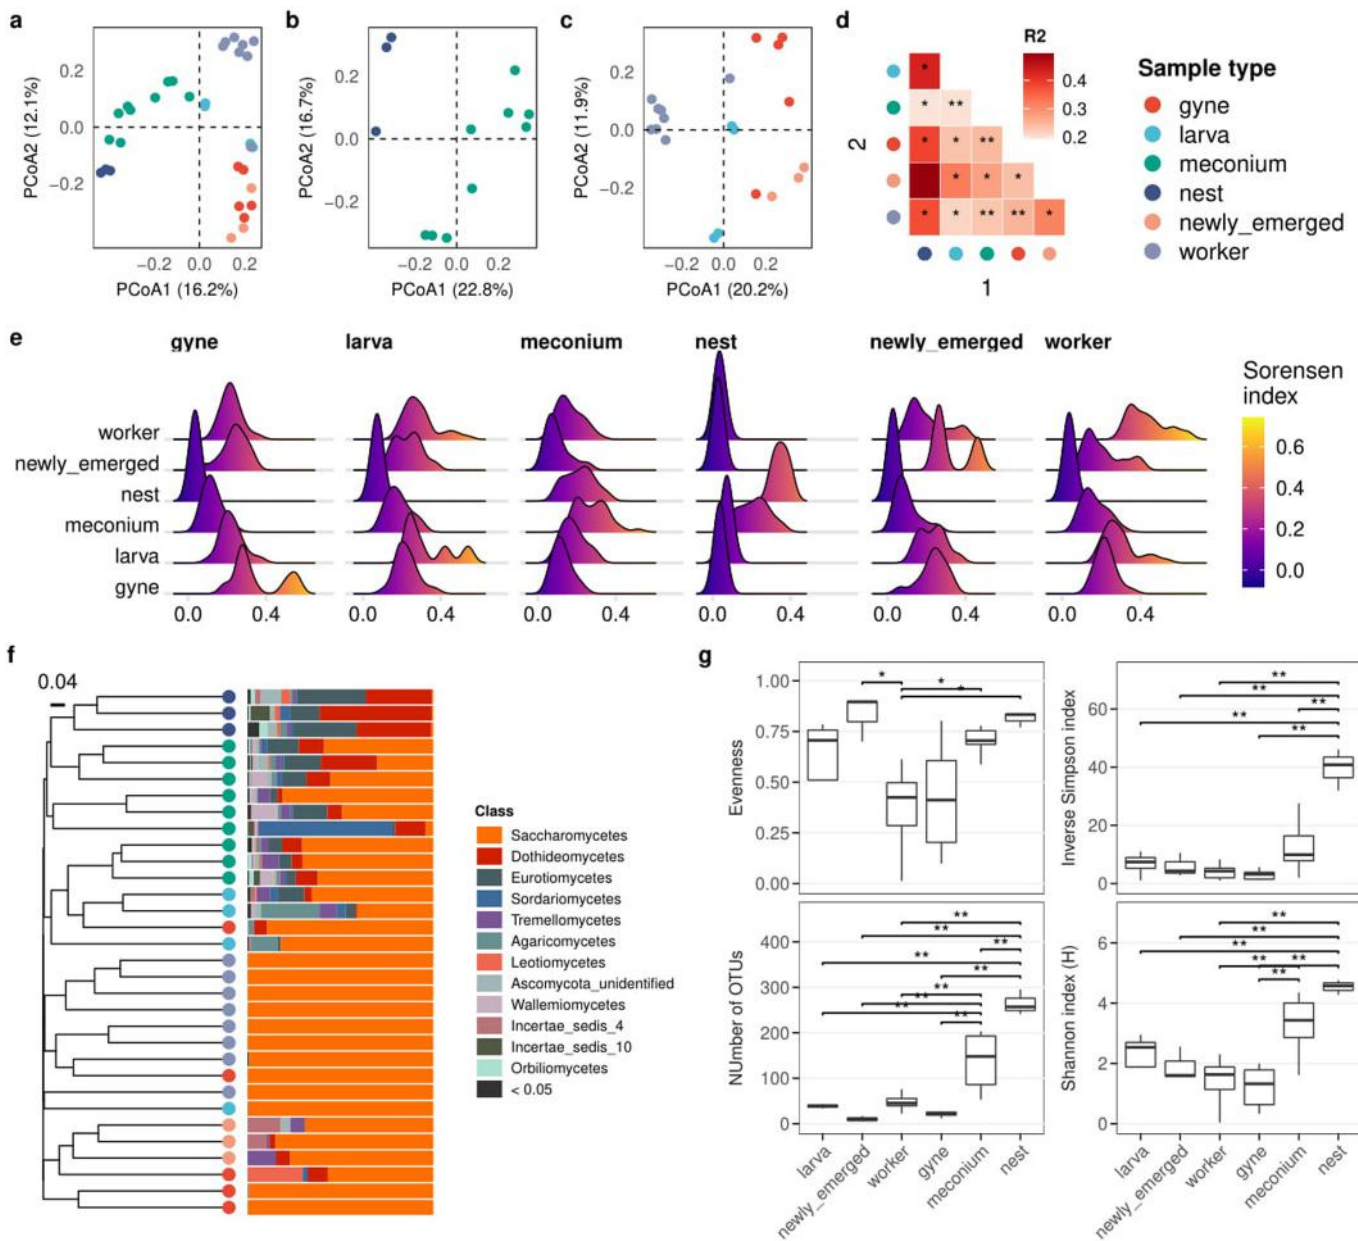 a
b
c
d
PCoA2 (12.1%)
0.2
0.0
−0.2
−0.2 0.0 0.2
PCoA1 (16.2%)
PCoA2 (16.7%)
0.2
0.0
−0.2
−0.2 0.0 0.2
PCoA1 (22.8%)
PCoA2 (11.9%)
0.2
0.0
−0.2
−0.2 0.0 0.2
PCoA1 (20.2%)
R2
0.4
0.3
0.2
2
*
* **
* * **
* * *
* * ** ** *
1
Sample type
gyne
larva
meconium
nest
newly_emerged
worker
e
gyne larva meconium nest newly_emerged worker
worker
newly_emerged
nest
meconium
larva
gyne
0.0 0.4 0.0 0.4 0.0 0.4 0.0 0.4 0.0 0.4 0.0 0.4
Sorensen
index
0.6
0.4
0.2
0.0
f
0.04
Class
Saccharomycetes
Dothideomycetes
Eurotiomycetes
Sordariomycetes
Tremellomycetes
Agaricomycetes
Leotiomycetes
Ascomycota_unidentified
Wallemiomycetes
Incertae_sedis_4
Incertae_sedis_10
Orbiliomycetes
< 0.05
g
Evenness
1.00
0.75
0.50
0.25
0.00
*
*
*
Inverse Simpson index
60
40
20
0
**
**
**
**
**
NUmber of OTUs
400
300
200
100
0
**
**
**
**
**
**
**
**
**
Shannon index (H)
6
4
2
0
**
**
**
** **
**
larva
newly_emerged
worker
gyne
meconium
nest
larva
newly_emerged
worker
gyne
meconium
nest